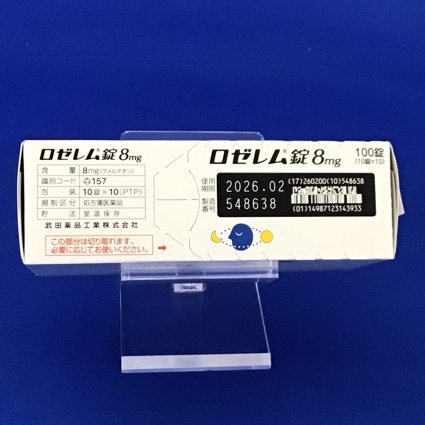 ロゼレム®錠8mg
含量 8mg(ラメルテオン)
識別コード 157
包装 10錠×10(PTP)
規制区分 処方箋医薬品
貯法 室温保存
武田薬品工業株式会社
この部分は切り取れます。
必要に応じてお使いください。
ロゼレム®錠8mg
100錠
(10錠×10)
使用期限 2026.02
製造番号 548638
(17)260200(10)548638
(01)14987123143933